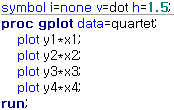 symbol i=none v=dot h=1.5;
proc gplot data=quartet;
plot y1*x1;
plot y2*x2;
plot y3*x3;
plot y4*x4;
run;